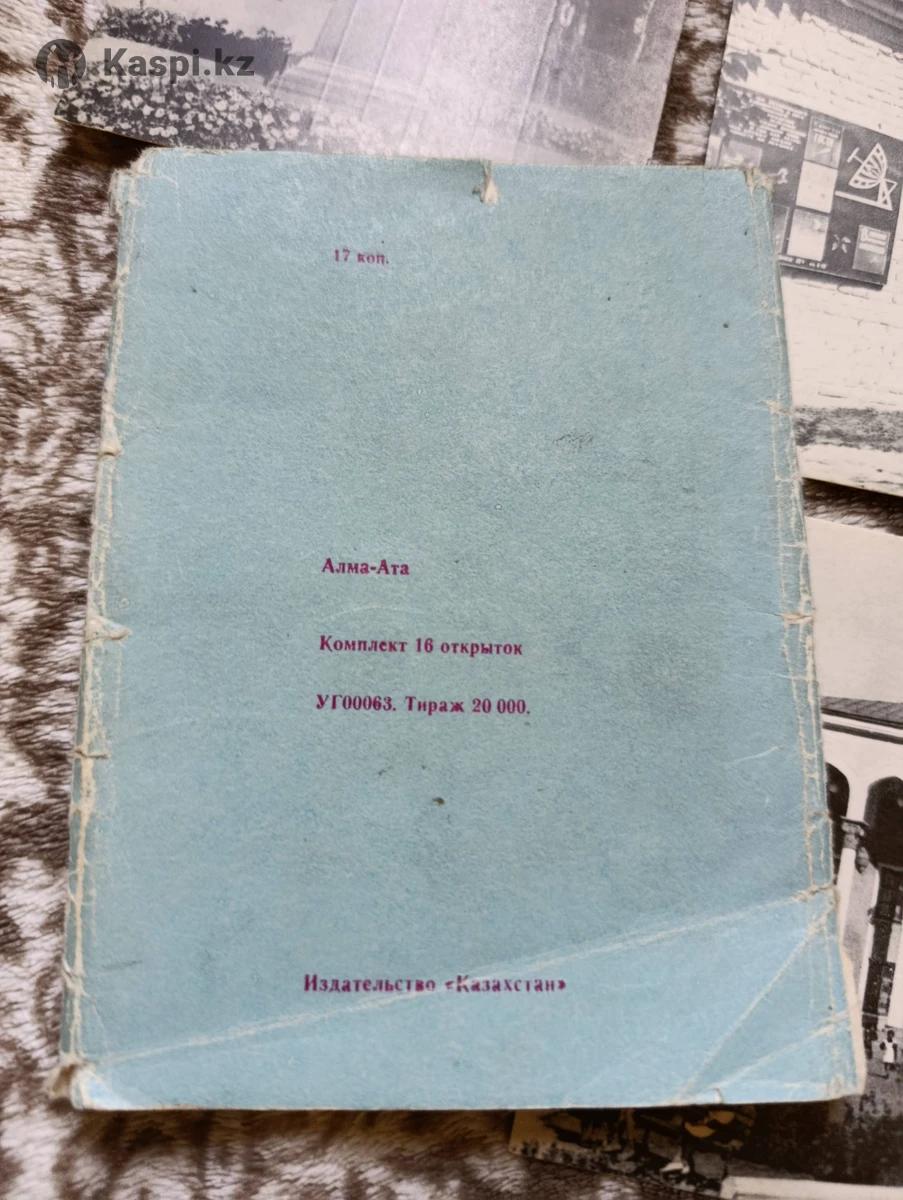 Kaspi.kz
17 коп.
Алма-Ата
Комплект 16 открыток
УГ00063. Тираж 20 000.
Издательство «Казахстан»